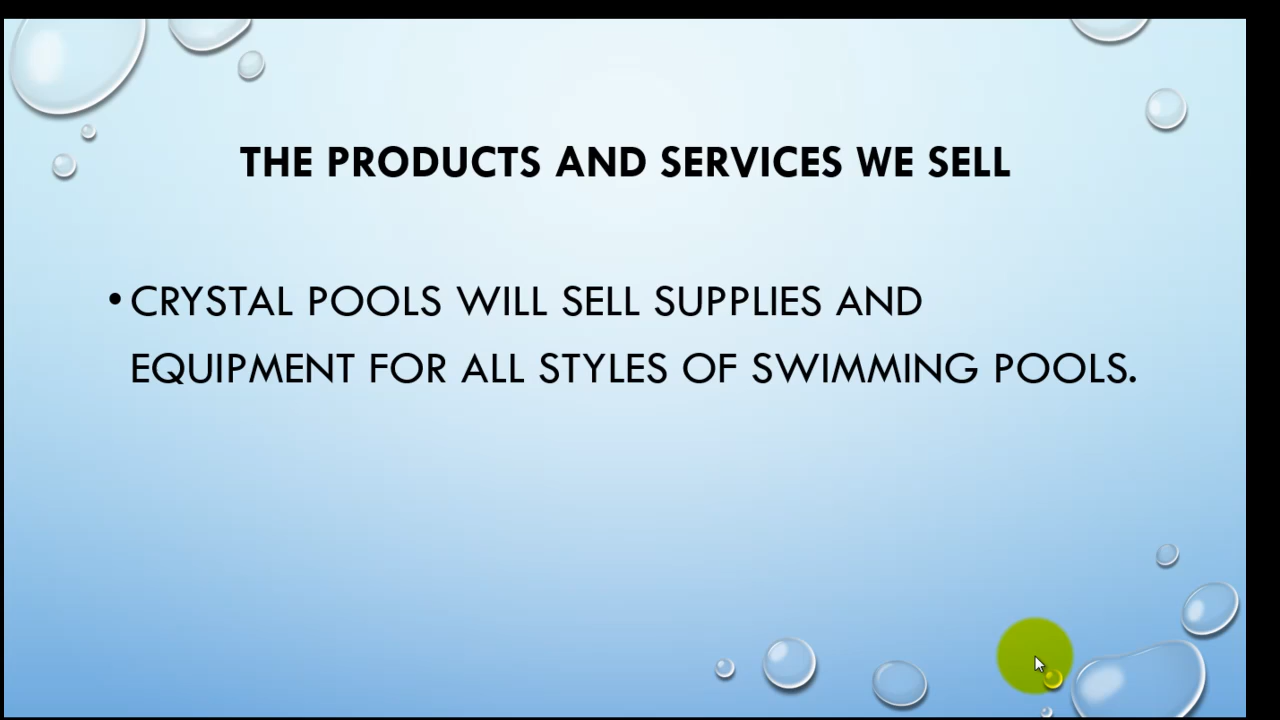 THE PRODUCTS AND SERVICES WE SELL
• CRYSTAL POOLS WILL SELL SUPPLIES AND
EQUIPMENT FOR ALL STYLES OF SWIMMING POOLS.